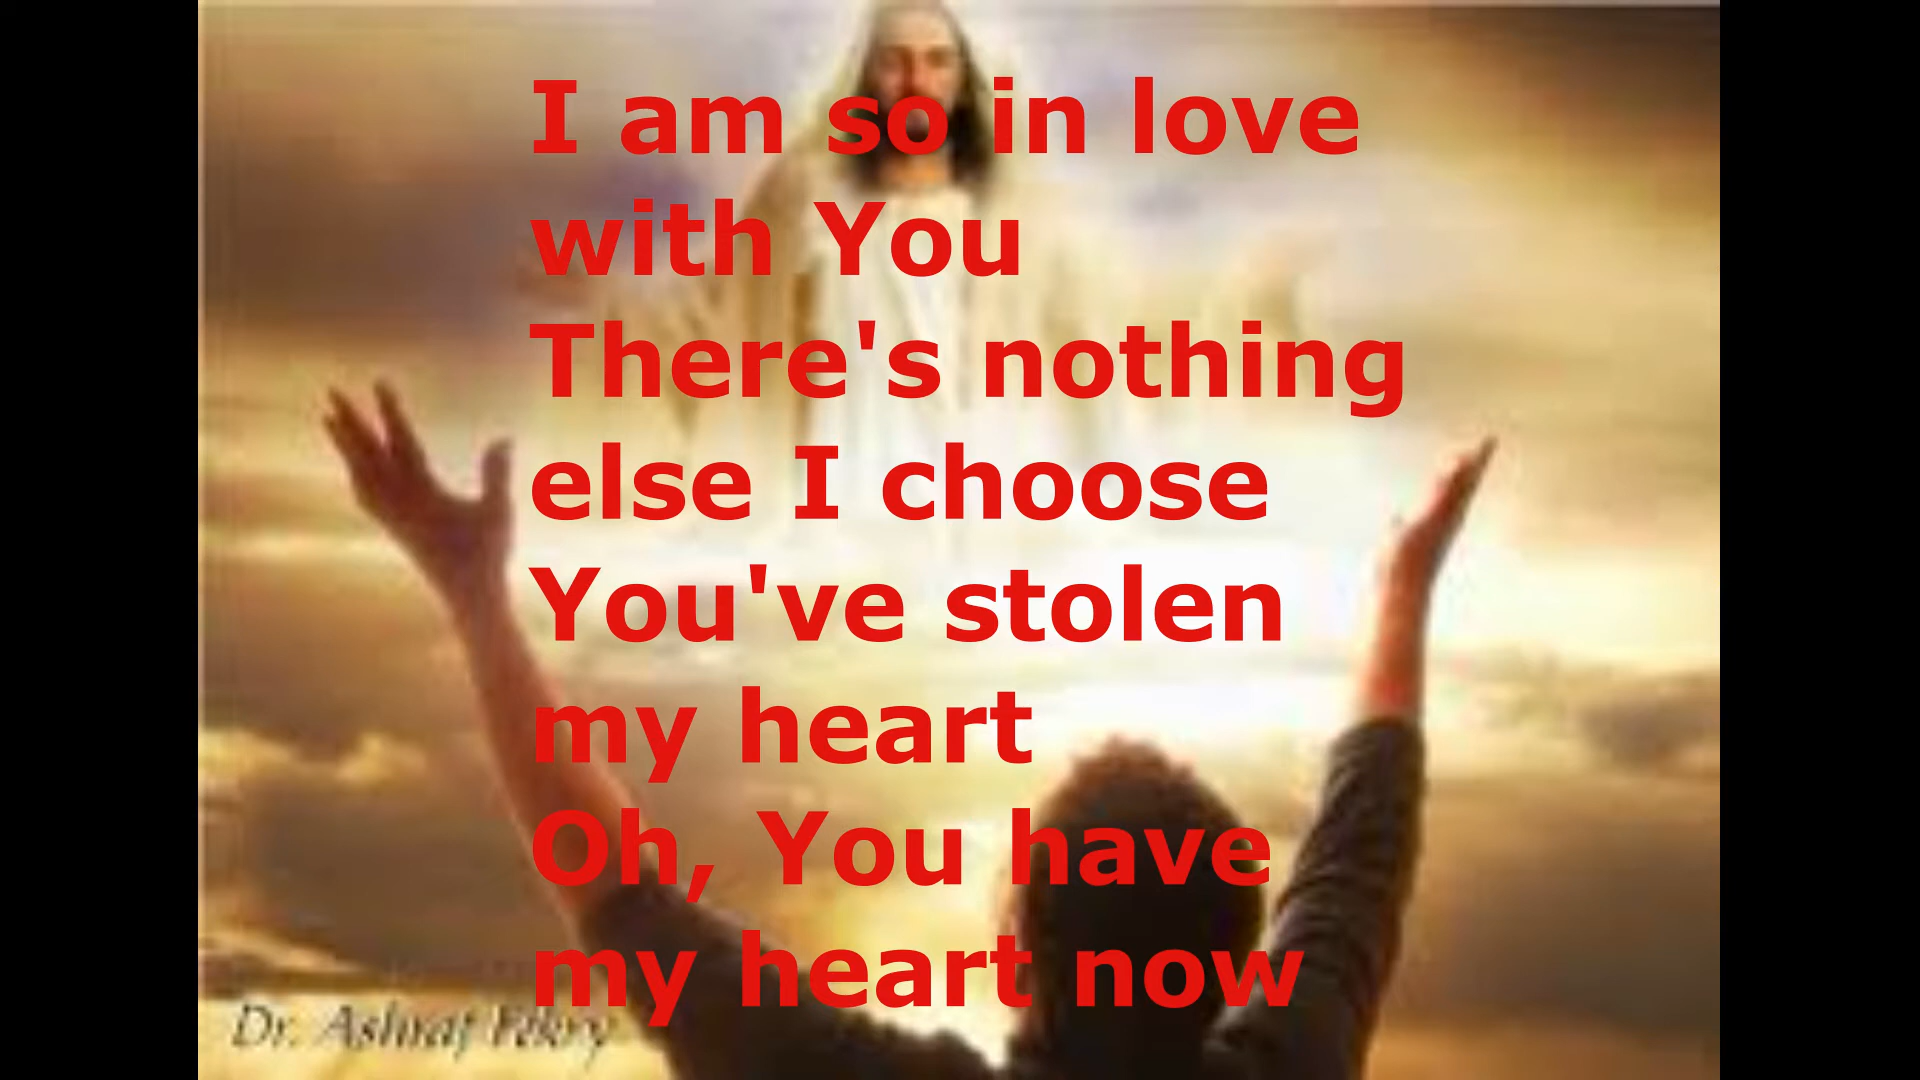 I am so in love
with You
There's nothing
else I choose
You've stolen
my heart
Oh, You have
my heart now
Dr. Ashraf Fekry